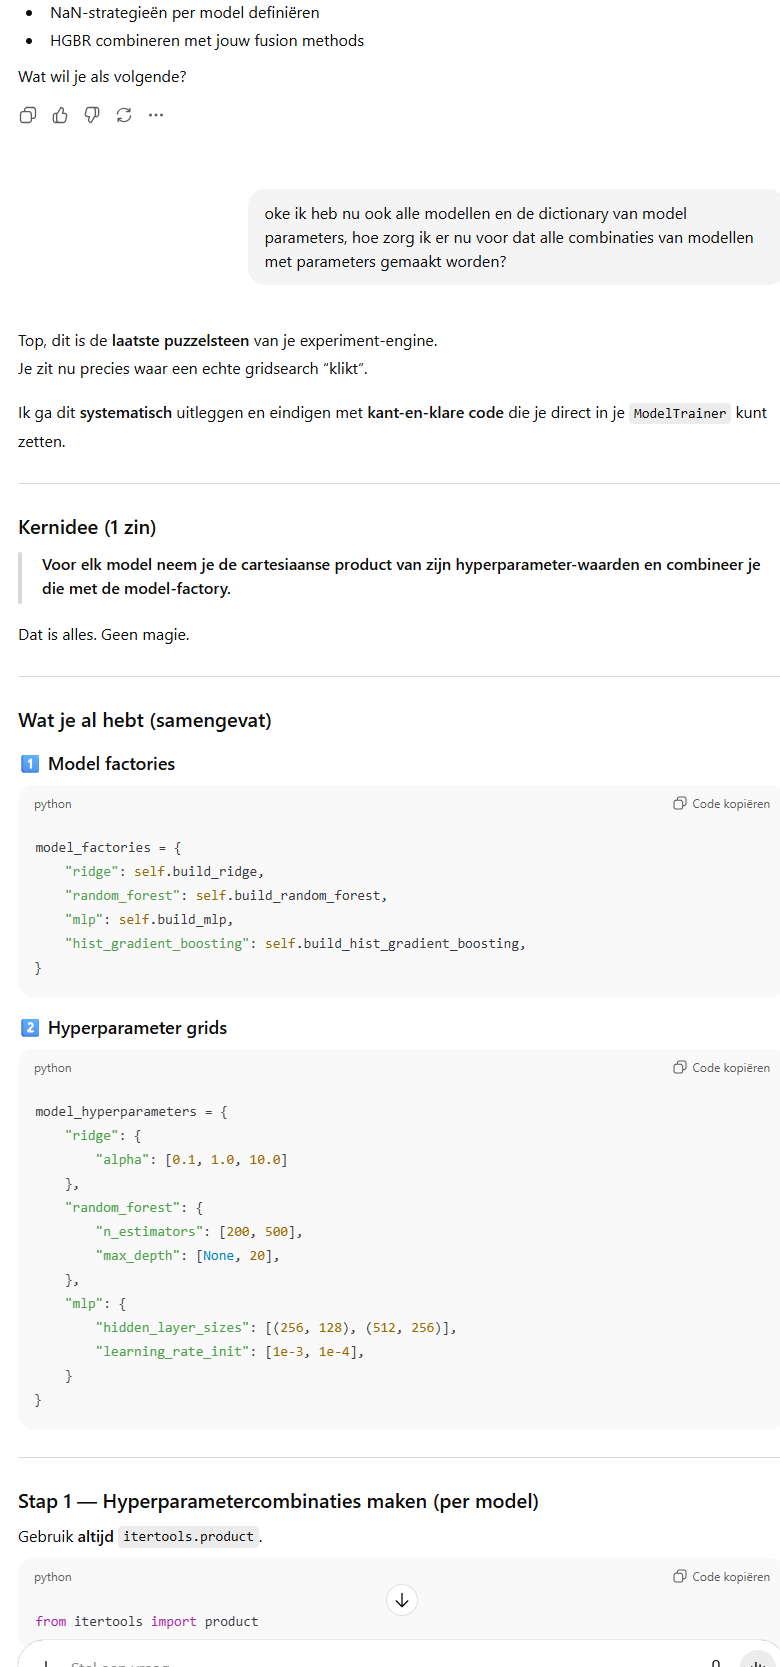 NaN-strategieën per model definiëren
HGBR combineren met jouw fusion methods
Wat wil je als volgende?
oke ik heb nu ook alle modellen en de dictionary van model
parameters, hoe zorg ik er nu voor dat alle combinaties van modellen
met parameters gemaakt worden?
Top, dit is de laatste puzzelsteen van je experiment-engine.
Je zit nu precies waar een echte gridsearch “klikt”.
Ik ga dit systematisch uitleggen en eindigen met kant-en-klare code die je direct in je ModelTrainer kunt
zetten.
Kernidee (1 zin)
Voor elk model neem je de cartesiaanse product van zijn hyperparameter-waarden en combineer je
die met de model-factory.
Dat is alles. Geen magie.
Wat je al hebt (samengevat)
1 Model factories
python Code kopiëren
model_factories = {
    "ridge": self.build_ridge,
    "random_forest": self.build_random_forest,
    "mlp": self.build_mlp,
    "hist_gradient_boosting": self.build_hist_gradient_boosting,
}
2 Hyperparameter grids
python Code kopiëren
model_hyperparameters = {
    "ridge": {
        "alpha": [0.1, 1.0, 10.0]
    },
    "random_forest": {
        "n_estimators": [200, 500],
        "max_depth": [None, 20],
    },
    "mlp": {
        "hidden_layer_sizes": [(256, 128), (512, 256)],
        "learning_rate_init": [1e-3, 1e-4],
    }
}
Stap 1 — Hyperparametercombinaties maken (per model)
Gebruik altijd itertools.product.
python Code kopiëren
from itertools import product